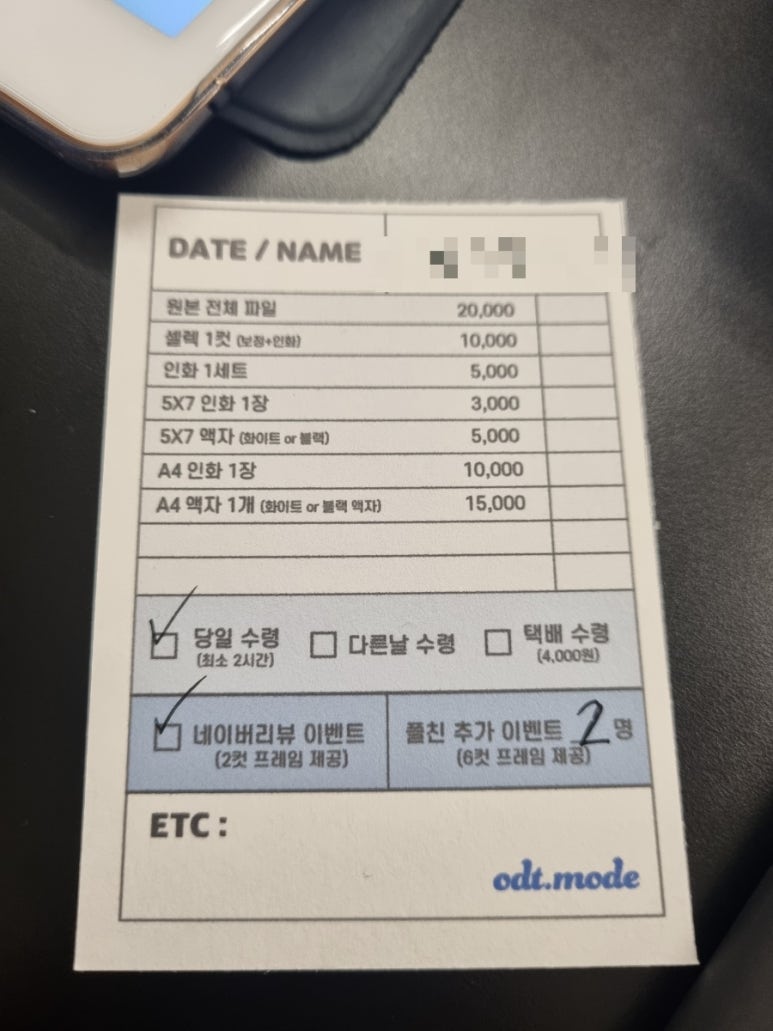 DATE / NAME
원본 전체 파일 20,000
셀렉 1컷 (보정+인화) 10,000
인화 1세트 5,000
5X7 인화 1장 3,000
5X7 액자 (화이트 or 블랙) 5,000
A4 인화 1장 10,000
A4 액자 1개 (화이트 or 블랙 액자) 15,000
당일 수령 다른날 수령 택배 수령
(최소 2시간) (4,000원)
네이버리뷰 이벤트 플친 추가 이벤트 2 명
(2컷 프레임 제공) (6컷 프레임 제공)
ETC :
odt.mode